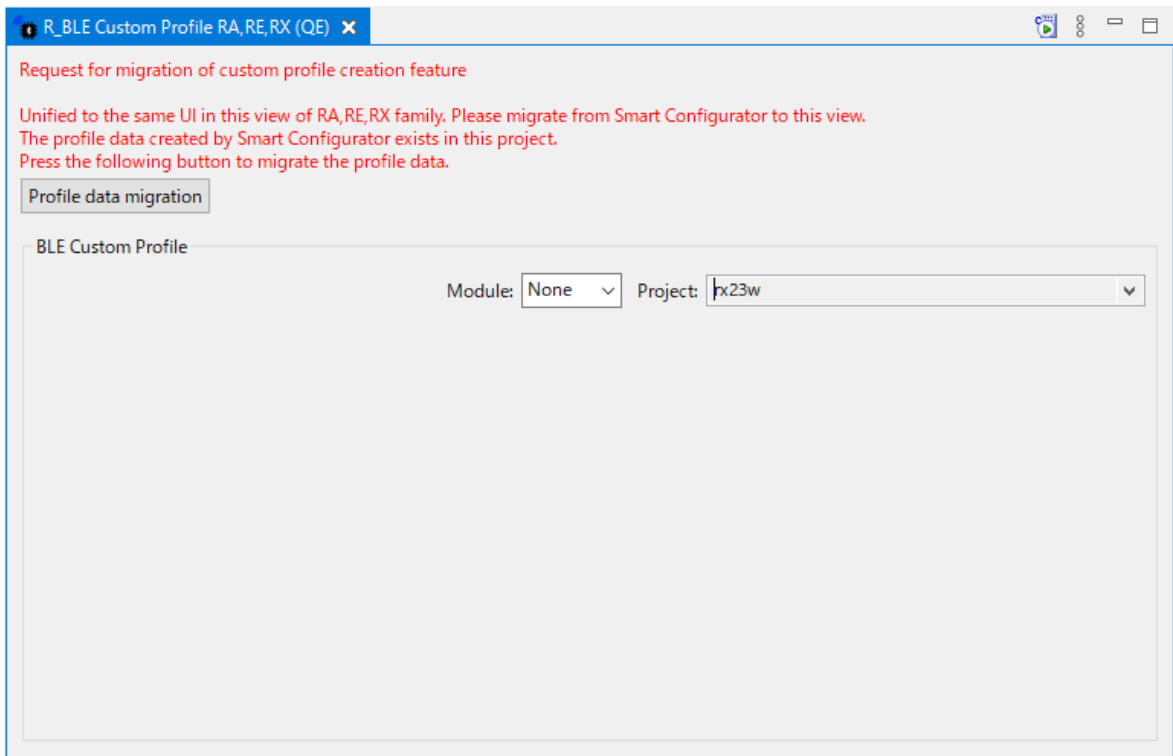 R_BLE Custom Profile RA,RE,RX (QE)
Request for migration of custom profile creation feature
Unified to the same UI in this view of RA,RE,RX family. Please migrate from Smart Configurator to this view.
The profile data created by Smart Configurator exists in this project.
Press the following button to migrate the profile data.
Profile data migration
BLE Custom Profile
Module: None Project: rx23w